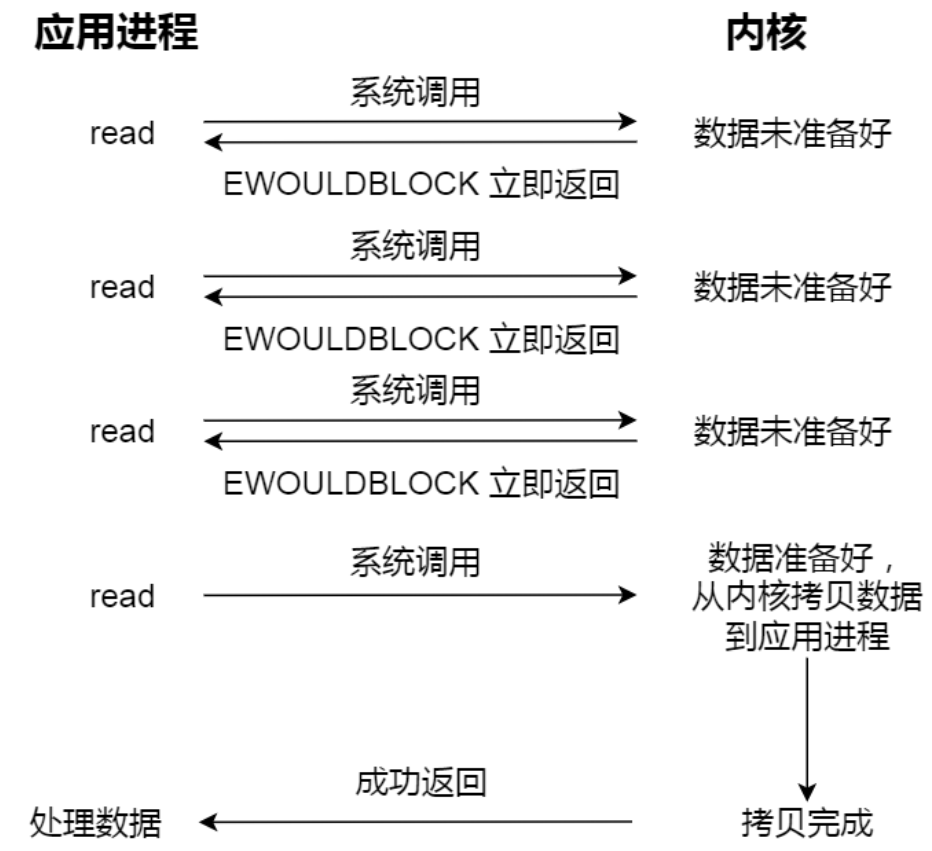 应用进程 内核
系统调用
read 数据未准备好
EWOULDBLOCK 立即返回
系统调用
read 数据未准备好
EWOULDBLOCK 立即返回
系统调用
read 数据未准备好
EWOULDBLOCK 立即返回
系统调用
read
数据准备好，
从内核拷贝数据
到应用进程
成功返回
处理数据 拷贝完成